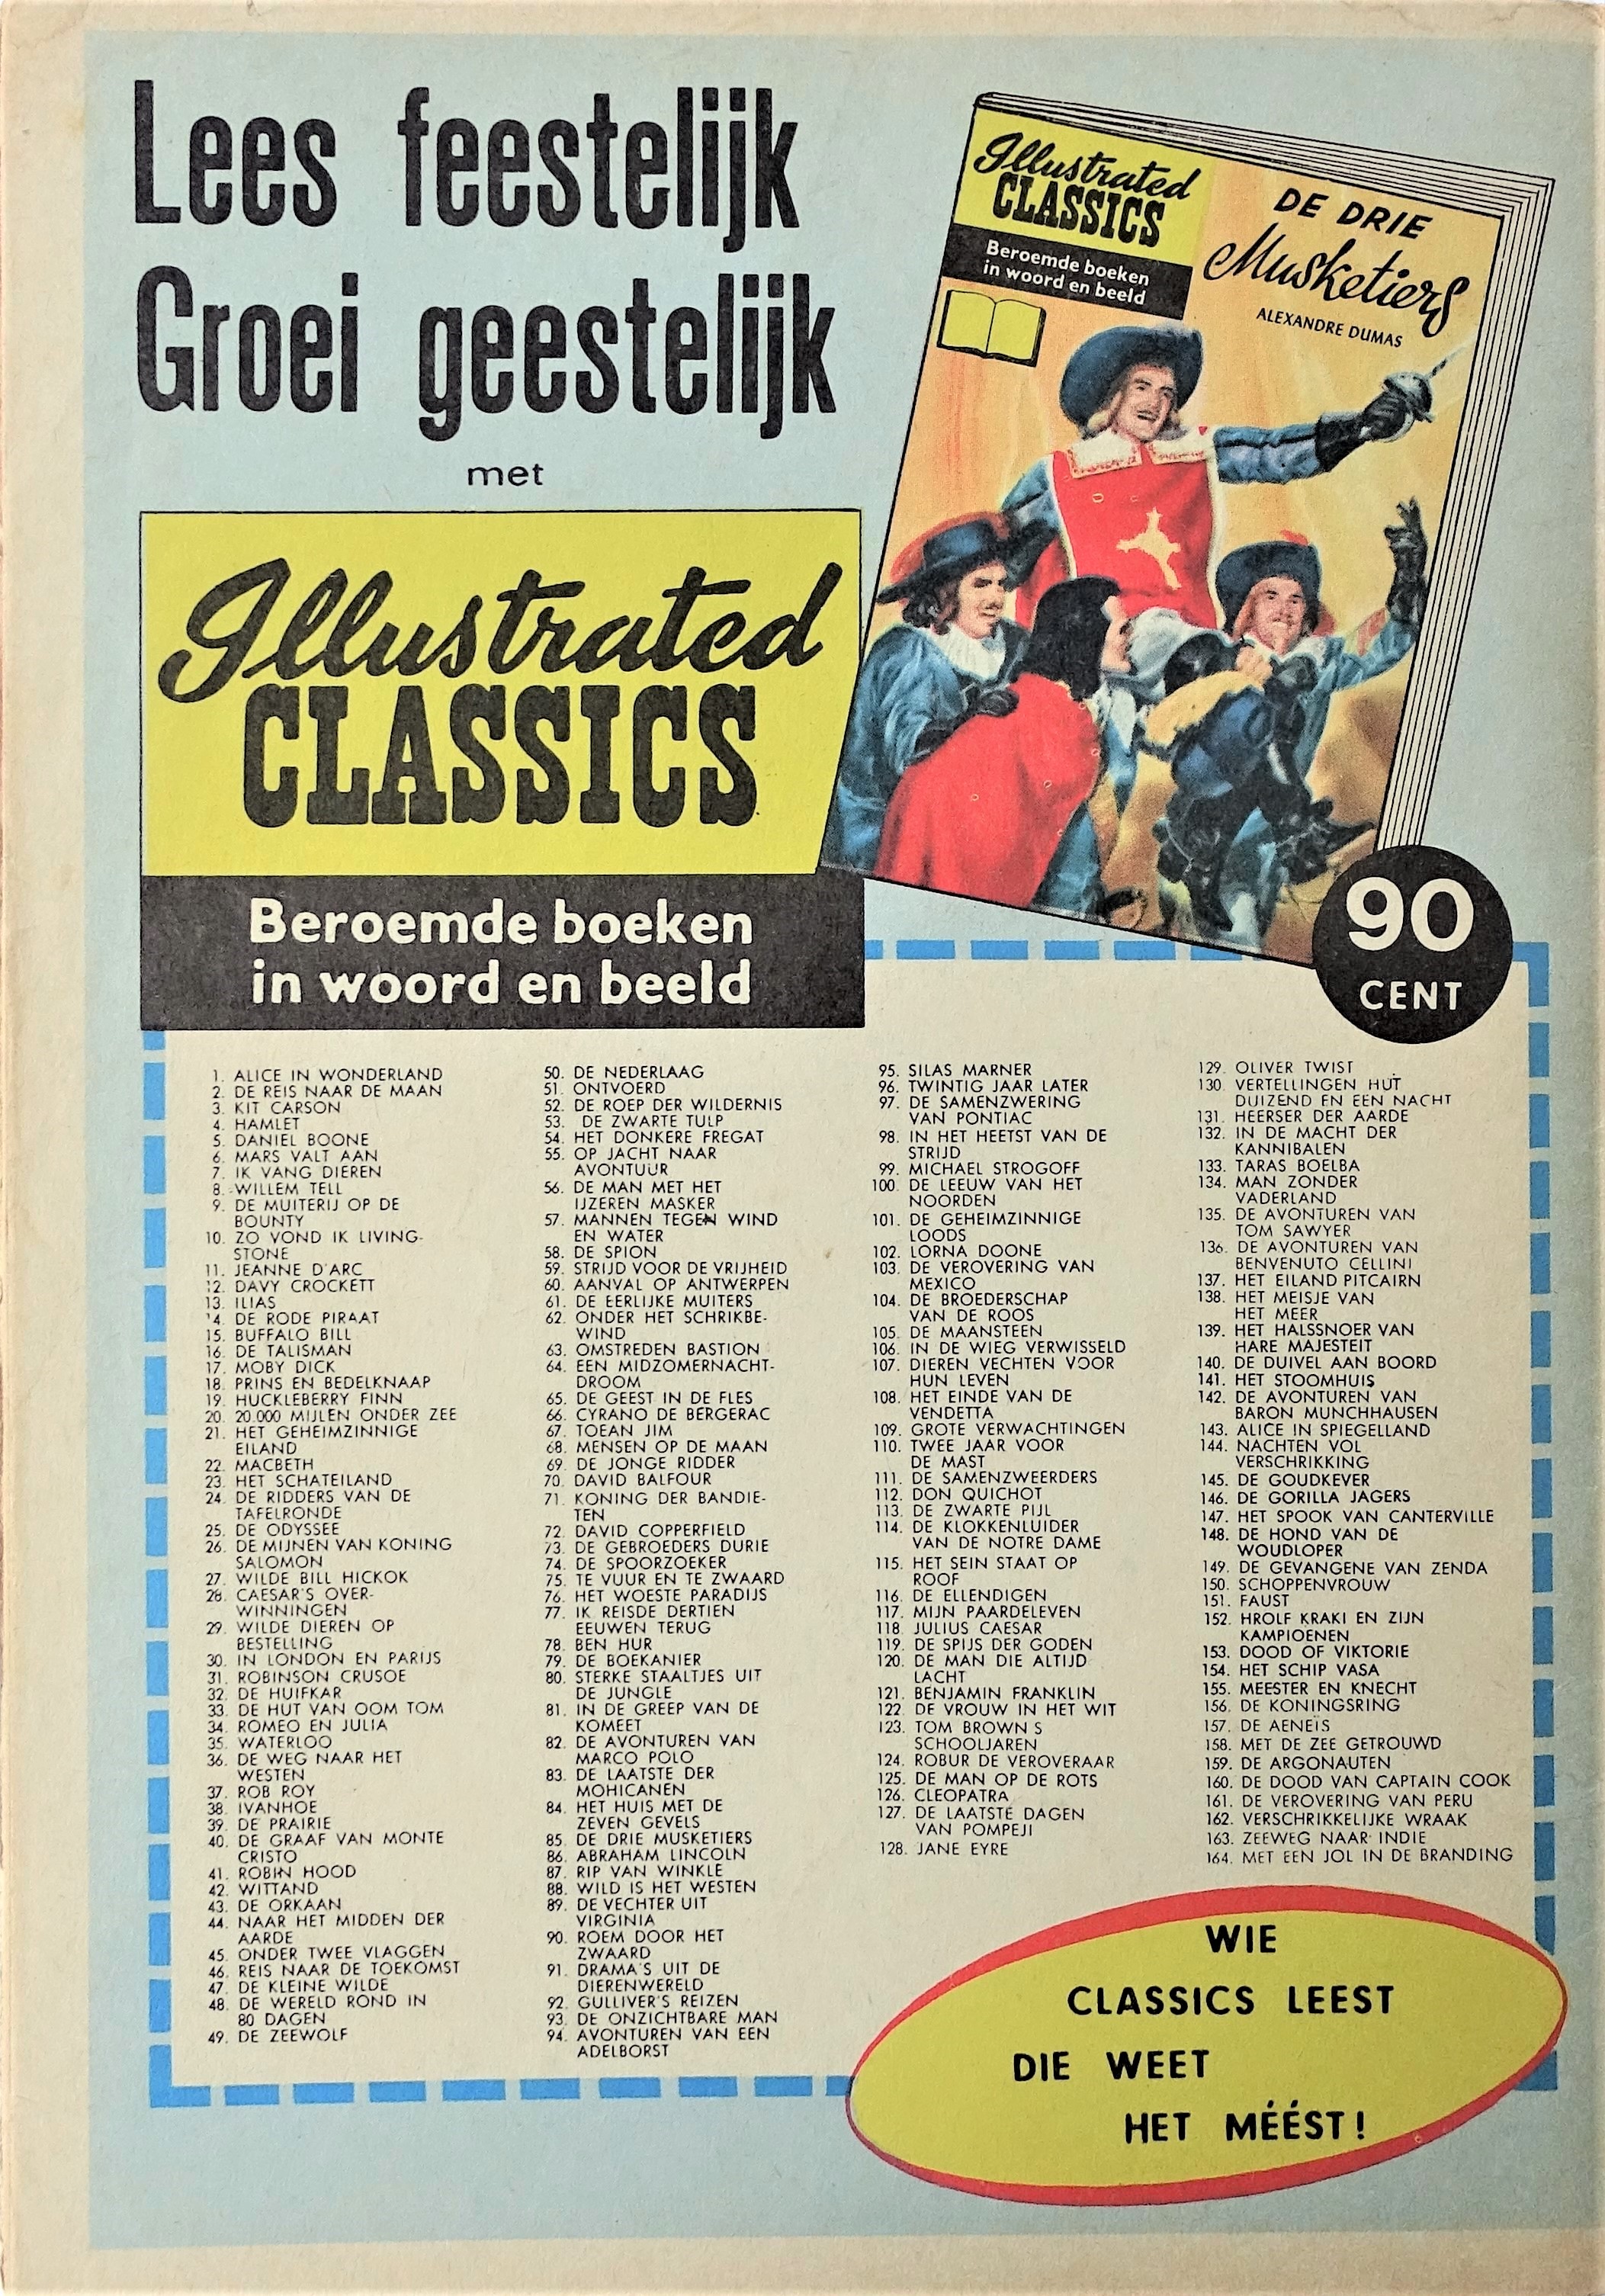 Lees feestelijk
Groei geestelijk
met
Illustrated
CLASSICS
Beroemde boeken
in woord en beeld
Illustrated
CLASSICS
Beroemde boeken
in woord en beeld
DE DRIE
Musketiers
ALEXANDRE DUMAS
90
CENT
1. ALICE IN WONDERLAND
2. DE REIS NAAR DE MAAN
3. KIT CARSON
4. HAMLET
5. DANIEL BOONE
6. MARS VALT AAN
7. IK VANG DIEREN
8. WILLEM TELL
9. DE MUITERIJ OP DE
BOUNTY
10. ZO VOND IK LIVING-
STONE
11. JEANNE D'ARC
12. DAVY CROCKETT
13. ILIAS
14. DE RODE PIRAAT
15. BUFFALO BILL
16. DE TALISMAN
17. MOBY DICK
18. PRINS EN BEDELKNAAP
19. HUCKLEBERRY FINN
20. 20.000 MIJLEN ONDER ZEE
21. HET GEHEIMZINNIGE
EILAND
22. MACBETH
23. HET SCHATEILAND
24. DE RIDDERS VAN DE
TAFELRONDE
25. DE ODYSSEE
26. DE MIJNEN VAN KONING
SALOMON
27. WILDE BILL HICKOK
28. CAESAR'S OVER-
WINNINGEN
29. WILDE DIEREN OP
BESTELLING
30. IN LONDON EN PARIJS
31. ROBINSON CRUSOE
32. DE HUIFKAR
33. DE HUT VAN OOM TOM
34. ROMEO EN JULIA
35. WATERLOO
36. DE WEG NAAR HET
WESTEN
37. ROB ROY
38. IVANHOE
39. DE PRAIRIE
40. DE GRAAF VAN MONTE
CRISTO
41. ROBIN HOOD
42. WITTAND
43. DE ORKAAN
44. NAAR HET MIDDEN DER
AARDE
45. ONDER TWEE VLAGGEN
46. REIS NAAR DE TOEKOMST
47. DE KLEINE WILDE
48. DE WERELD ROND IN
80 DAGEN
49. DE ZEEWOLF
50. DE NEDERLAAG
51. ONTVOERD
52. DE ROEP DER WILDERNIS
53. DE ZWARTE TULP
54. HET DONKERE FREGAT
55. OP JACHT NAAR
AVONTUUR
56. DE MAN MET HET
IJZEREN MASKER
57. MANNEN TEGEN WIND
EN WATER
58. DE SPION
59. STRIJD VOOR DE VRIJHEID
60. AANVAL OP ANTWERPEN
61. DE EERLIJKE MUITERS
62. ONDER HET SCHRIKBE-
WIND
63. OMSTREDEN BASTION
64. EEN MIDZOMERNACHT-
DROOM
65. DE GEEST IN DE FLES
66. CYRANO DE BERGERAC
67. TOEAN JIM
68. MENSEN OP DE MAAN
69. DE JONGE RIDDER
70. DAVID BALFOUR
71. KONING DER BANDIE-
TEN
72. DAVID COPPERFIELD
73. DE GEBROEDERS DURIE
74. DE SPOORZOEKER
75. TE VUUR EN TE ZWAARD
76. HET WOESTE PARADIJS
77. IK REISDE DERTIEN
EEUWEN TERUG
78. BEN HUR
79. DE BOEKANIER
80. STERKE STAALTJES UIT
DE JUNGLE
81. IN DE GREEP VAN DE
KOMEET
82. DE AVONTUREN VAN
MARCO POLO
83. DE LAATSTE DER
MOHICANEN
84. HET HUIS MET DE
ZEVEN GEVELS
85. DE DRIE MUSKETIERS
86. ABRAHAM LINCOLN
87. RIP VAN WINKLE
88. WILD IS HET WESTEN
89. DE VECHTER UIT
VIRGINIA
90. ROEM DOOR HET
ZWAARD
91. DRAMA'S UIT DE
DIERENWERELD
92. GULLIVER'S REIZEN
93. DE ONZICHTBARE MAN
94. AVONTUREN VAN EEN
ADELBORST
95. SILAS MARNER
96. TWINTIG JAAR LATER
97. DE SAMENZWERING
VAN PONTIAC
98. IN HET HEETST VAN DE
STRIJD
99. MICHAEL STROGOFF
100. DE LEEUW VAN HET
NOORDEN
101. DE GEHEIMZINNIGE
LOODS
102. LORNA DOONE
103. DE VEROVERING VAN
MEXICO
104. DE BROEDERSCHAP
VAN DE ROOS
105. DE MAANSTEEN
106. IN DE WIEG VERWISSELD
107. DIEREN VECHTEN VOOR
HUN LEVEN
108. HET EINDE VAN DE
VENDETTA
109. GROTE VERWACHTINGEN
110. TWEE JAAR VOOR
DE MAST
111. DE SAMENZWEERDERS
112. DON QUICHOT
113. DE ZWARTE PIJL
114. DE KLOKKENLUIDER
VAN DE NOTRE DAME
115. HET SEIN STAAT OP
ROOF
116. DE ELLENDIGEN
117. MIJN PAARDELEVEN
118. JULIUS CAESAR
119. DE SPIJS DER GODEN
120. DE MAN DIE ALTIJD
LACHT
121. BENJAMIN FRANKLIN
122. DE VROUW IN HET WIT
123. TOM BROWN S
SCHOOLJAREN
124. ROBUR DE VEROVERAAR
125. DE MAN OP DE ROTS
126. CLEOPATRA
127. DE LAATSTE DAGEN
VAN POMPEJI
128. JANE EYRE
129. OLIVER TWIST
130. VERTELLINGEN HUT
DUIZEND EN EEN NACHT
131. HEERSER DER AARDE
132. IN DE MACHT DER
KANNIBALEN
133. TARAS BOELBA
134. MAN ZONDER
VADERLAND
135. DE AVONTUREN VAN
TOM SAWYER
136. DE AVONTUREN VAN
BENVENUTO CELLINI
137. HET EILAND PITCAIRN
138. HET MEISJE VAN
HET MEER
139. HET HALSSNOER VAN
HARE MAJESTEIT
140. DE DUIVEL AAN BOORD
141. HET STOOMHUIS
142. DE AVONTUREN VAN
BARON MUNCHHAUSEN
143. ALICE IN SPIEGELLAND
144. NACHTEN VOL
VERSCHRIKKING
145. DE GOUDKEVER
146. DE GORILLA JAGERS
147. HET SPOOK VAN CANTERVILLE
148. DE HOND VAN DE
WOUDLOPER
149. DE GEVANGENE VAN ZENDA
150. SCHOPPENVROUW
151. FAUST
152. HROLF KRAKI EN ZIJN
KAMPIOENEN
153. DOOD OF VIKTORIE
154. HET SCHIP VASA
155. MEESTER EN KNECHT
156. DE KONINGSRING
157. DE AENEÏS
158. MET DE ZEE GETROUWD
159. DE ARGONAUTEN
160. DE DOOD VAN CAPTAIN COOK
161. DE VEROVERING VAN PERU
162. VERSCHRIKKELIJKE WRAAK
163. ZEEWEG NAAR INDIE
164. MET EEN JOL IN DE BRANDING
WIE
CLASSICS LEEST
DIE WEET
HET MÉÉST!